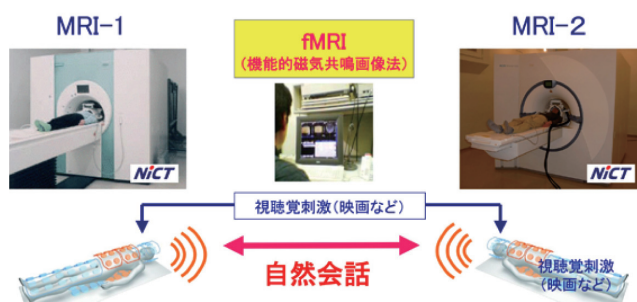 MRI-1
fMRI
(機能的磁気共鳴画像法)
MRI-2
NICT
NICT
視聴覚刺激(映画など)
自然会話
視聴覚刺激
(映画など)